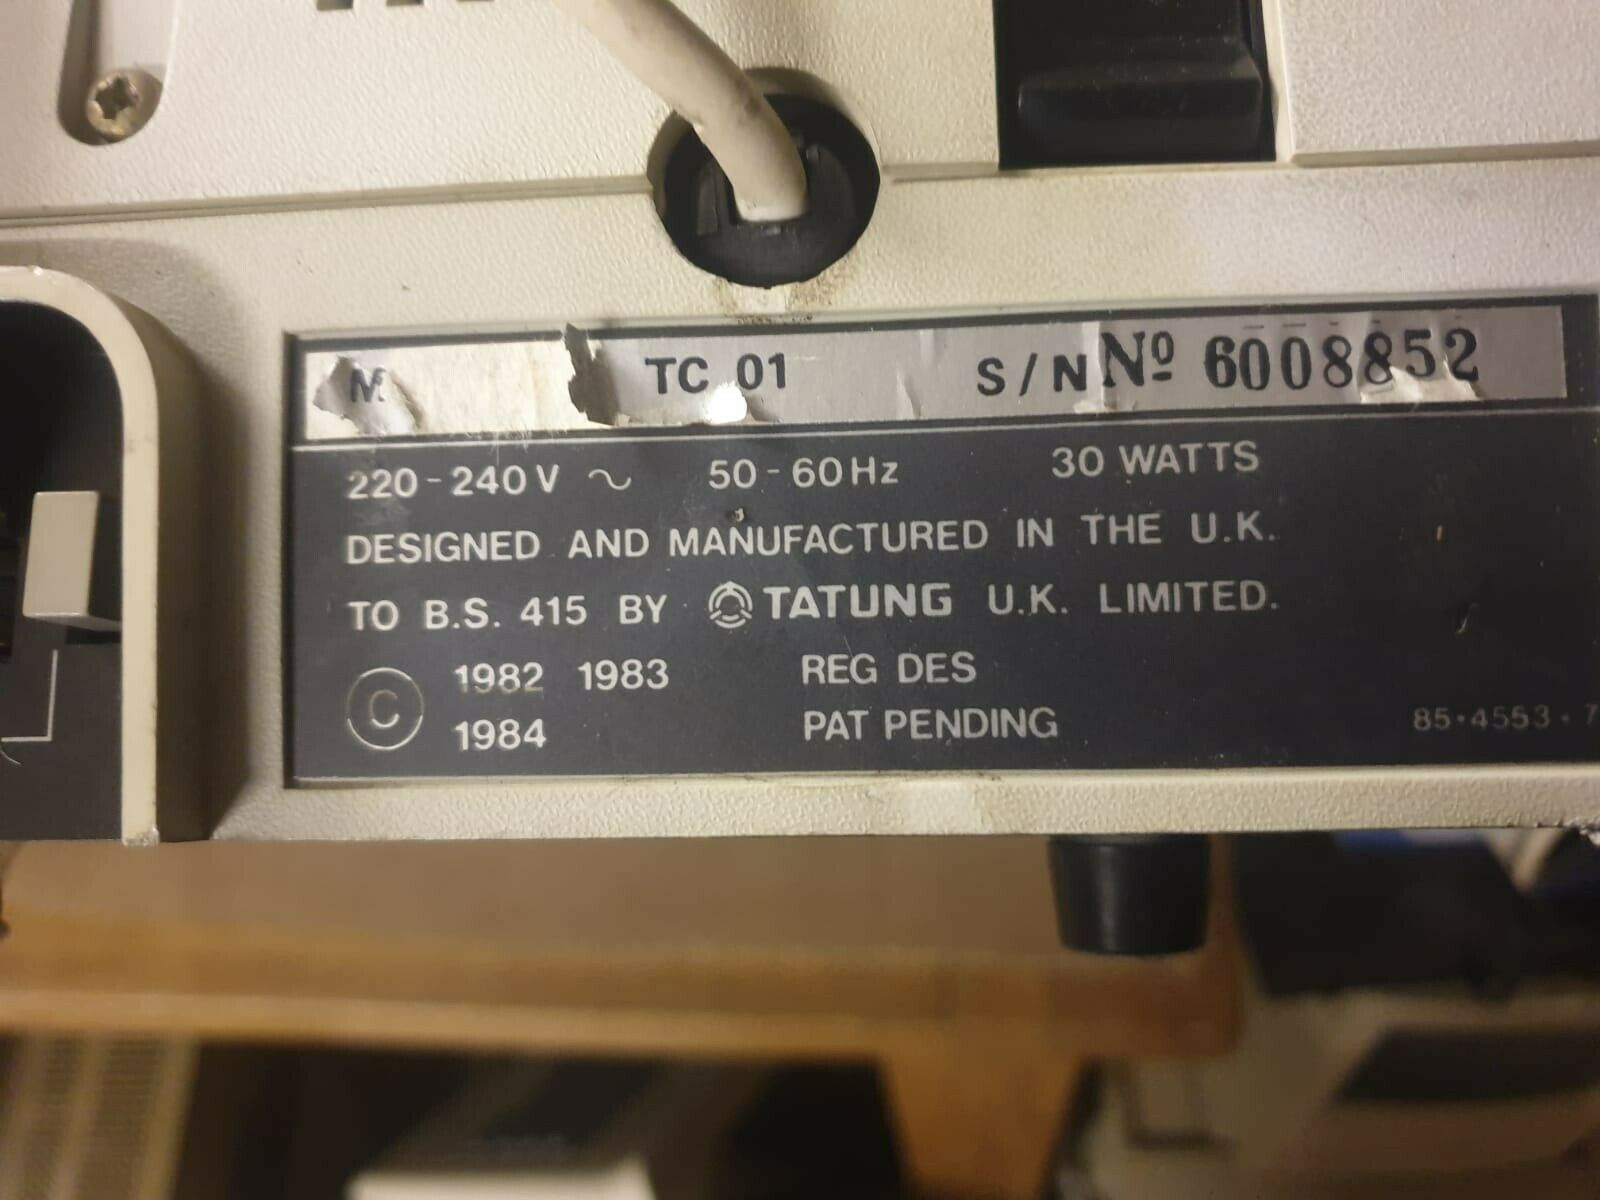 M TC 01 S/N Nº 6008852
220-240V ~ 50-60Hz 30 WATTS
DESIGNED AND MANUFACTURED IN THE U.K.
TO B.S. 415 BY TATUNG U.K. LIMITED.
© 1982 1983 REG DES
1984 PAT PENDING
85·4553·7